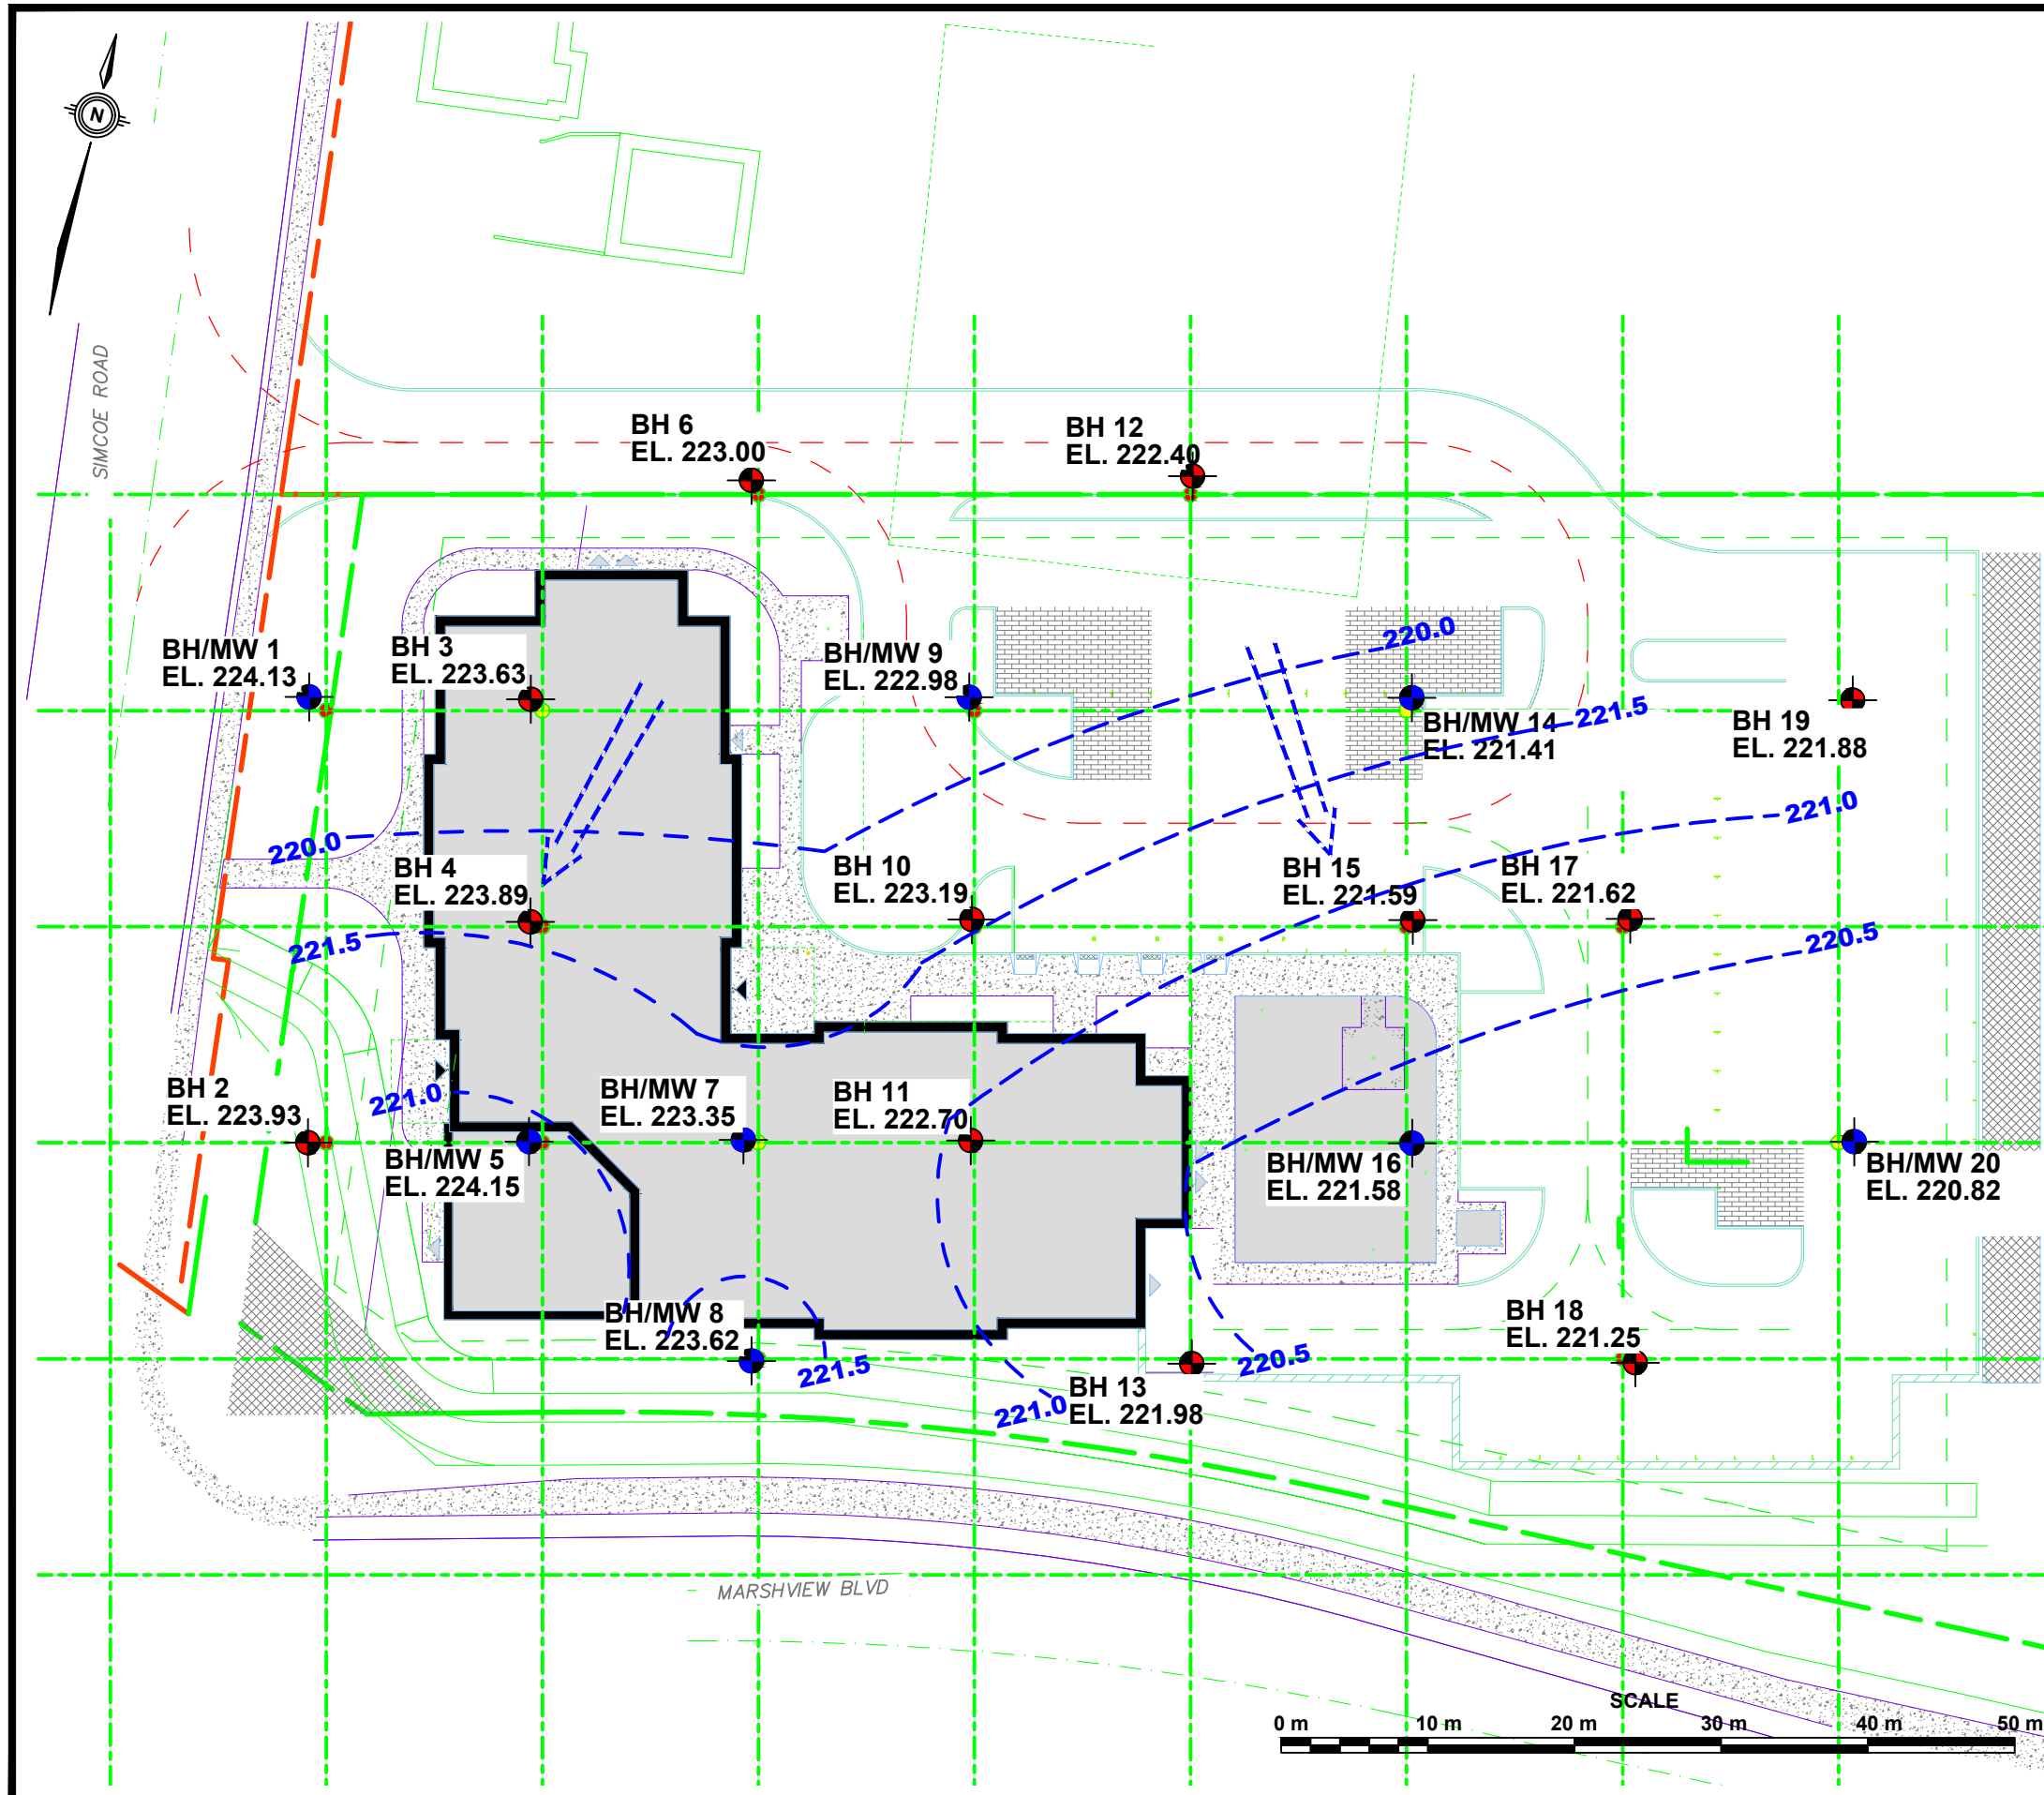 N
SIMCOE ROAD
BH 6
EL. 223.00
BH 12
EL. 222.40
BH/MW 1
EL. 224.13
BH 3
EL. 223.63
BH/MW 9
EL. 222.98
220.0
221.5
BH/MW 14
EL. 221.41
BH 19
EL. 221.88
220.0
221.0
BH 4
EL. 223.89
BH 10
EL. 223.19
BH 15
EL. 221.59
BH 17
EL. 221.62
221.5
220.5
BH 2
EL. 223.93
221.0
BH/MW 7
EL. 223.35
BH 11
EL. 222.70
BH/MW 5
EL. 224.15
BH/MW 16
EL. 221.58
BH/MW 20
EL. 220.82
BH/MW 8
EL. 223.62
221.5
220.5
BH 18
EL. 221.25
221.0
BH 13
EL. 221.98
MARSHVIEW BLVD
SCALE
0 m 10 m 20 m 30 m 40 m 50 m